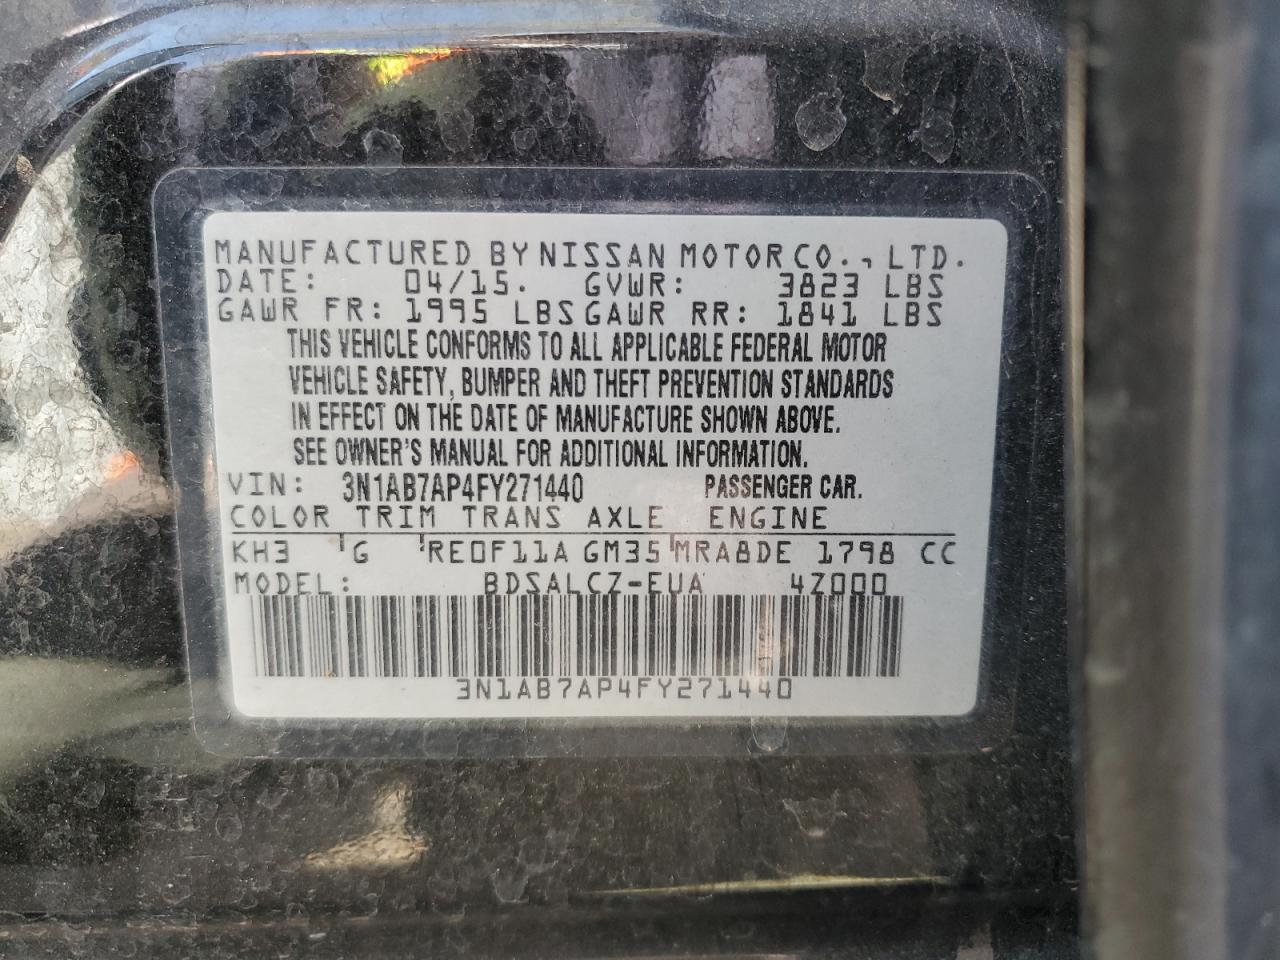 MANUFACTURED BY NISSAN MOTOR CO., LTD.
DATE: 04/15. GVWR: 3823 LBS
GAWR FR: 1995 LBS GAWR RR: 1841 LBS
THIS VEHICLE CONFORMS TO ALL APPLICABLE FEDERAL MOTOR
VEHICLE SAFETY, BUMPER AND THEFT PREVENTION STANDARDS
IN EFFECT ON THE DATE OF MANUFACTURE SHOWN ABOVE.
SEE OWNER'S MANUAL FOR ADDITIONAL INFORMATION.
VIN: 3N1AB7AP4FY271440 PASSENGER CAR.
COLOR TRIM TRANS AXLE ENGINE
KH3 G RE0F11A GM35 MRA8DE 1798 CC
MODEL: BDSALCZ-EUA 4Z000
3N1AB7AP4FY271440